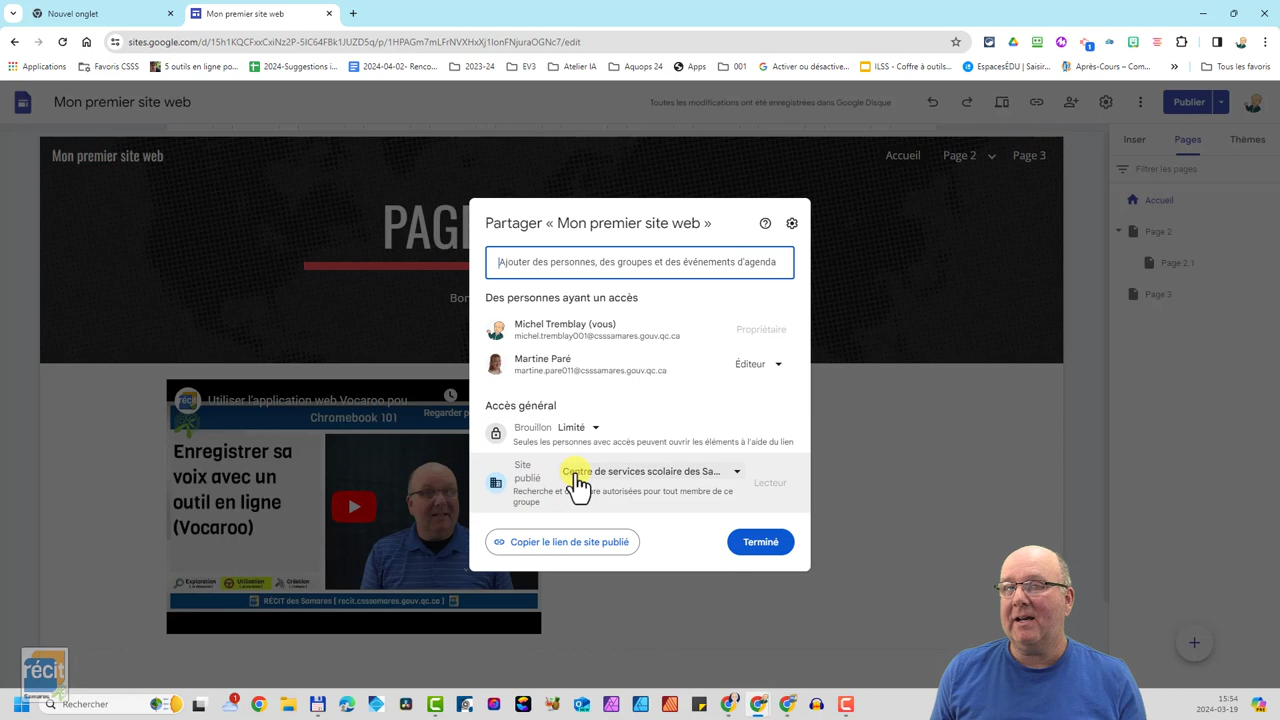 Nouvel onglet
Mon premier site web
sites.google.com/d/15h1KQCFxxCxiNz2P-5IC64FBk1JUZD5q/p/1HPAGm7mLFrNVXHxXj1IonFNjuraOGNc7/edit
Applications
Favoris CSSS
5 outils en ligne po...
2024-Suggestions i...
2024-04-02 - Renco...
2023-24
EV3
Atelier IA
Aquops 24
Apps
001
Activer ou désactive...
ILSS - Coffre à outils...
EspacesÉDU | Saisir...
Après-Cours – Com...
Tous les favoris
Mon premier site web
Toutes les modifications ont été enregistrées dans Google Disque
Publier
Mon premier site web
Accueil
Page 2
Page 3
Inser
Pages
Thèmes
Filtrer les pages
Accueil
Page 2
Page 2.1
Page 3
PAGE
Bon
Partager « Mon premier site web »
Ajouter des personnes, des groupes et des événements d'agenda
Des personnes ayant un accès
Michel Tremblay (vous)
michel.tremblay001@csssamares.gouv.qc.ca
Propriétaire
Martine Paré
martine.pare011@csssamares.gouv.qc.ca
Éditeur
Accès général
Brouillon Limité
Seules les personnes avec accès peuvent ouvrir les éléments à l'aide du lien
Site
publié
Centre de services scolaire des Sa...
Lecteur
Recherche et autorisées pour tout membre de ce
groupe
Copier le lien de site publié
Terminé
Utiliser l'application web Vocaroo pou
Chromebook 101
Regarder p
Enregistrer sa
voix avec un
outil en ligne
(Vocaroo)
Exploration
Utilisation
Création
RÉCIT des Samares [ recit.csssamares.gouv.qc.ca ]
récit
Samares
Rechercher
1
1
15:54
2024-03-19